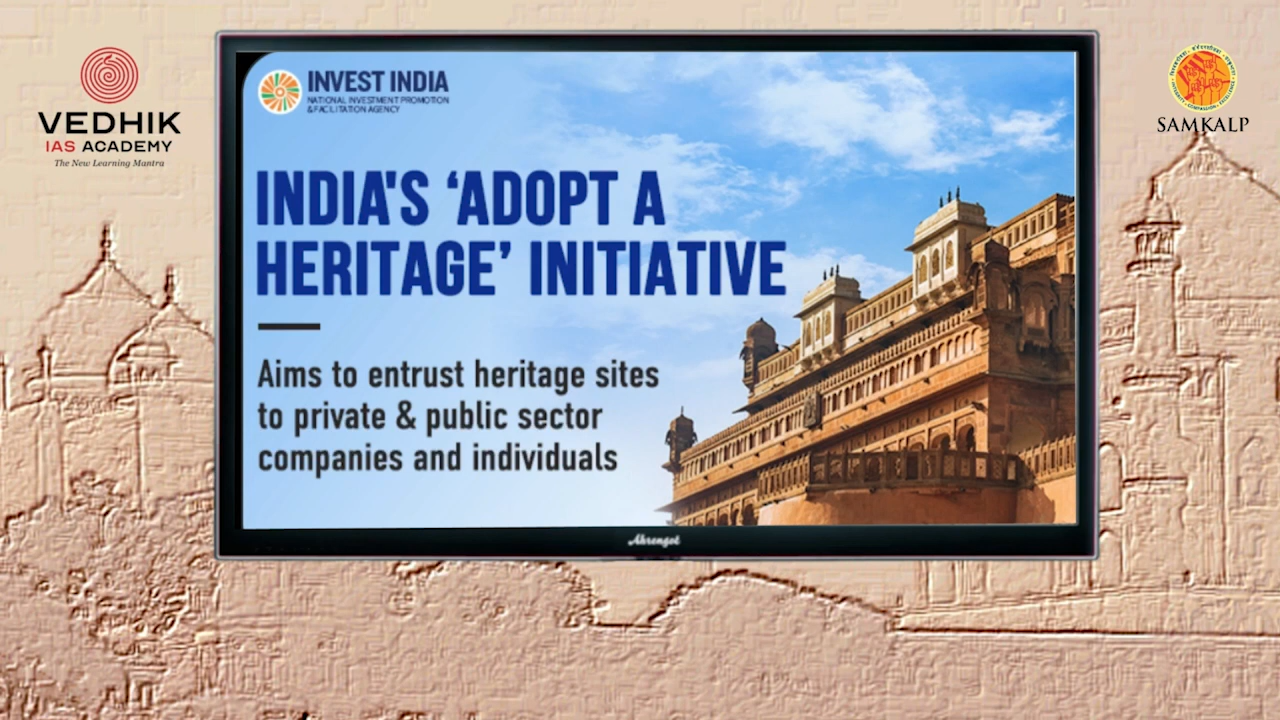 VEDHIK
IAS ACADEMY
The New Learning Mantra
INVEST INDIA
NATIONAL INVESTMENT PROMOTION
& FACILITATION AGENCY
INDIA'S ‘ADOPT A
HERITAGE’ INITIATIVE
Aims to entrust heritage sites
to private & public sector
companies and individuals
SAMKALP